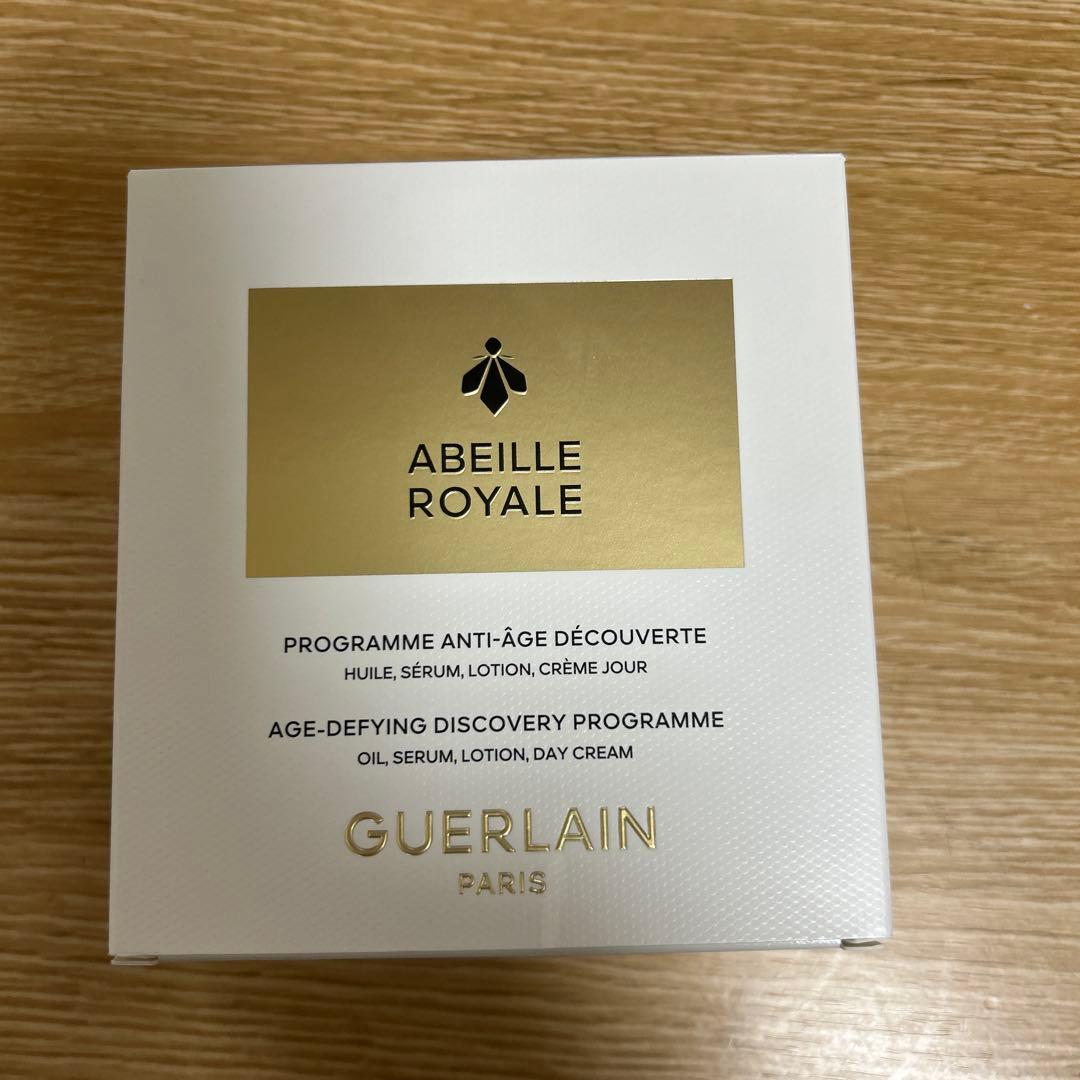 ABEILLE
ROYALE
PROGRAMME ANTI-ÂGE DÉCOUVERTE
HUILE, SÉRUM, LOTION, CRÈME JOUR
AGE-DEFYING DISCOVERY PROGRAMME
OIL, SERUM, LOTION, DAY CREAM
GUERLAIN
PARIS